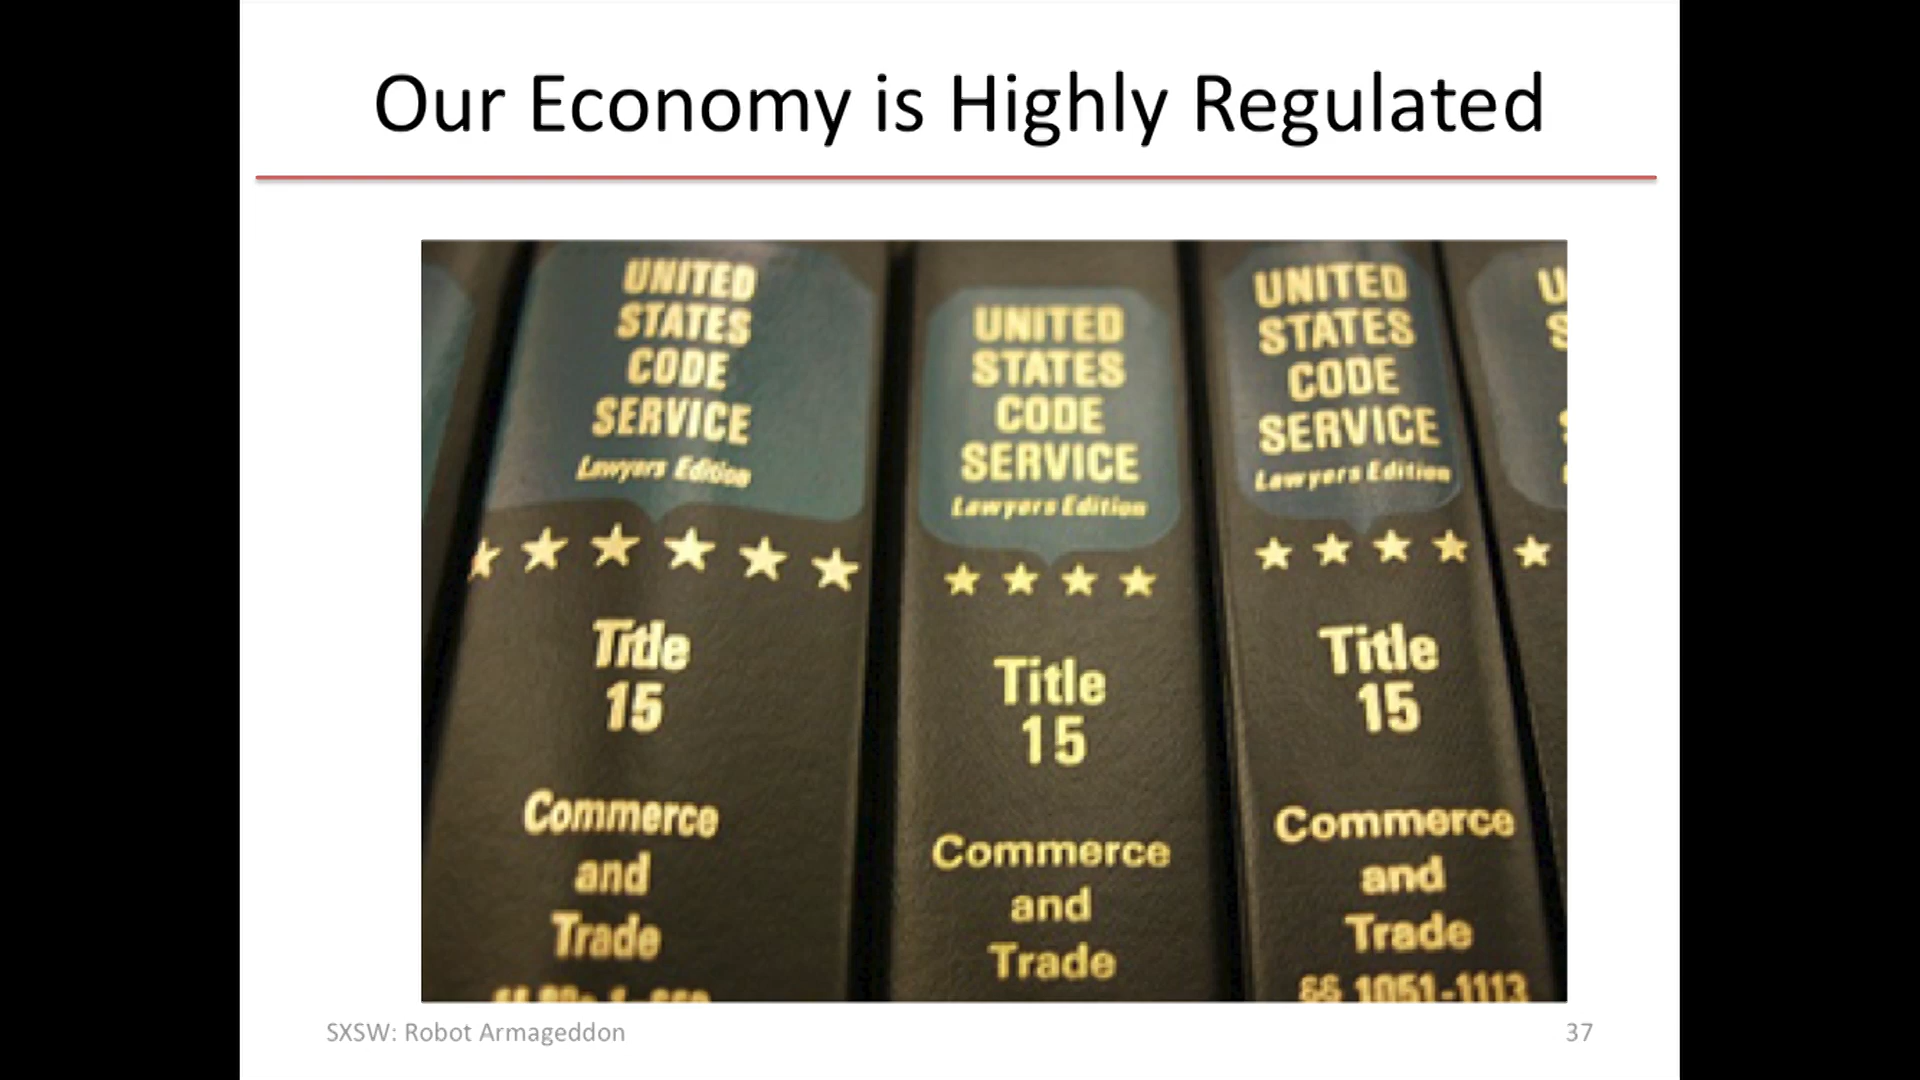 Our Economy is Highly Regulated
UNITED
STATES
CODE
SERVICE
Lawyers Edition
Title
15
Commerce
and
Trade
UNITED
STATES
CODE
SERVICE
Lawyers Edition
Title
15
Commerce
and
Trade
UNITED
STATES
CODE
SERVICE
Lawyers Edition
Title
15
Commerce
and
Trade
§§ 1051-1113
U
S
SXSW: Robot Armageddon
37